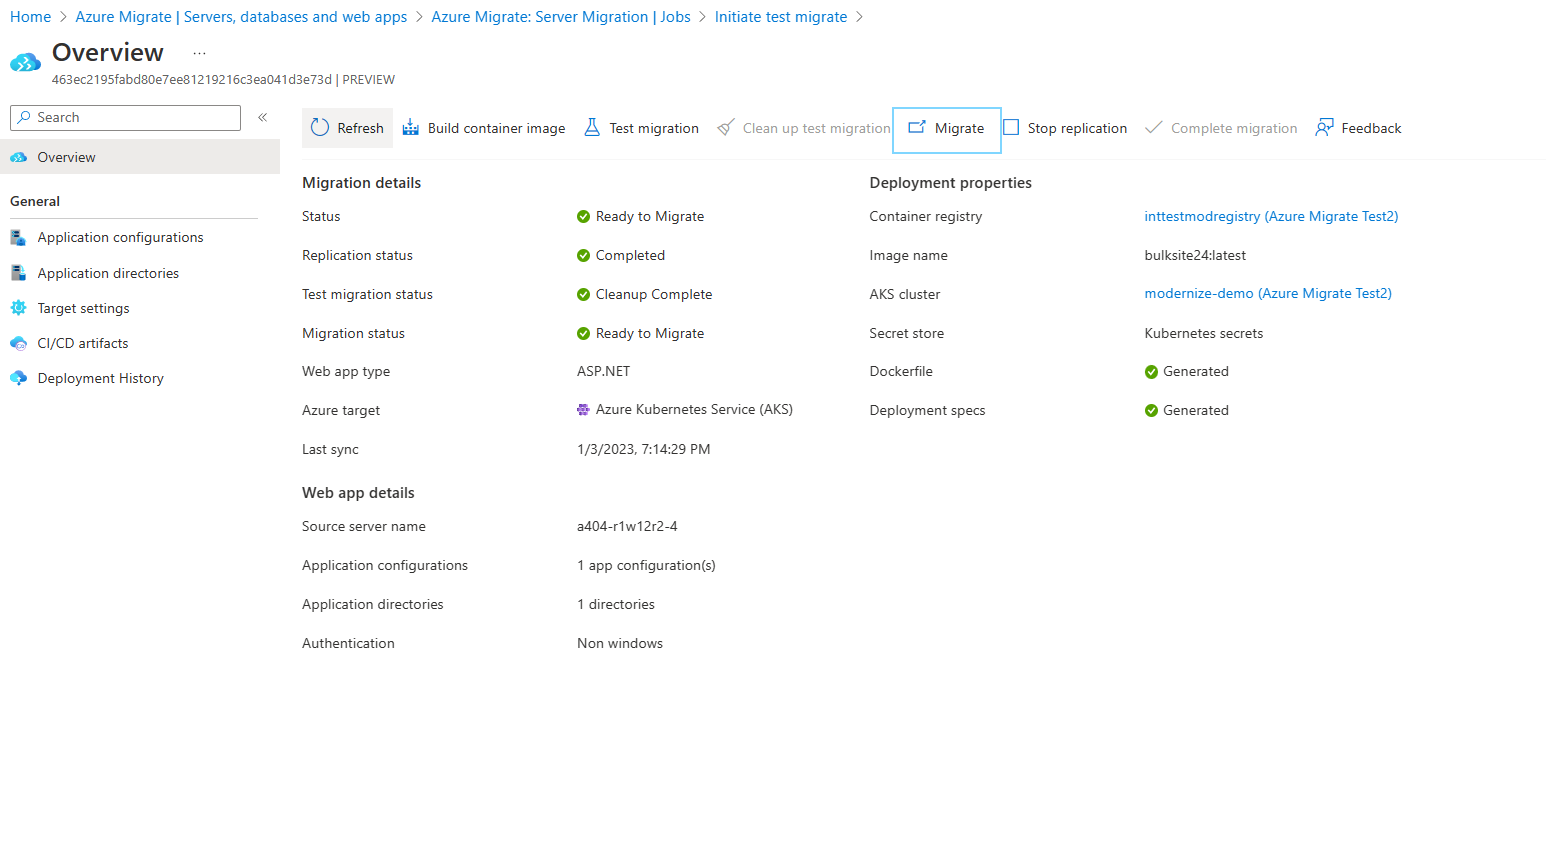 Home > Azure Migrate | Servers, databases and web apps > Azure Migrate: Server Migration | Jobs > Initiate test migrate >
Overview ...
463ec2195fabd80e7ee81219216c3ea041d3e73d | PREVIEW
Search «
Refresh Build container image Test migration Clean up test migration Migrate Stop replication Complete migration Feedback
Overview
General
Application configurations
Application directories
Target settings
CI/CD artifacts
Deployment History
Migration details
Status Ready to Migrate
Replication status Completed
Test migration status Cleanup Complete
Migration status Ready to Migrate
Web app type ASP.NET
Azure target Azure Kubernetes Service (AKS)
Last sync 1/3/2023, 7:14:29 PM
Web app details
Source server name a404-r1w12r2-4
Application configurations 1 app configuration(s)
Application directories 1 directories
Authentication Non windows
Deployment properties
Container registry inttestmodregistry (Azure Migrate Test2)
Image name bulksite24:latest
AKS cluster modernize-demo (Azure Migrate Test2)
Secret store Kubernetes secrets
Dockerfile Generated
Deployment specs Generated